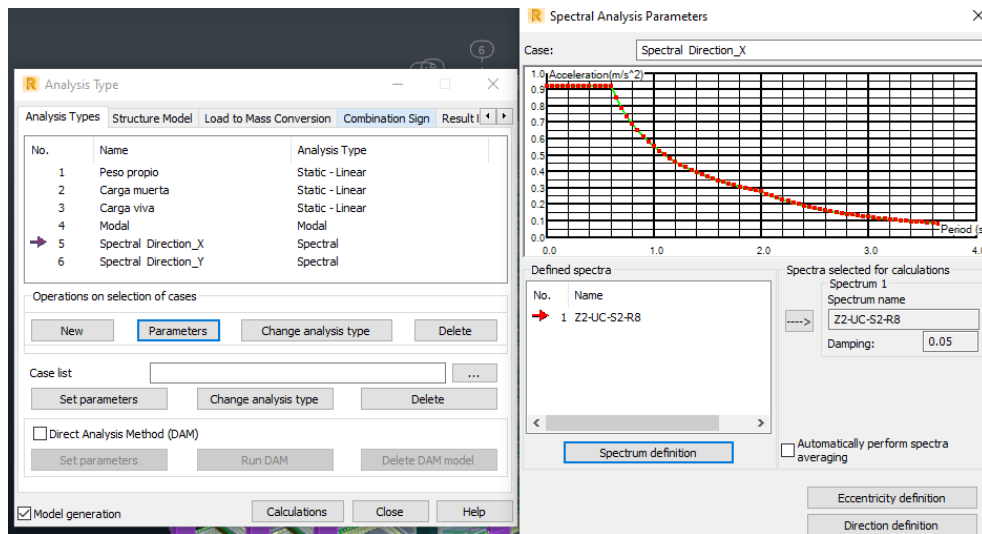 6
Analysis Type
Analysis Types Structure Model Load to Mass Conversion Combination Sign Result
No. Name Analysis Type
1 Peso propio Static - Linear
2 Carga muerta Static - Linear
3 Carga viva Static - Linear
4 Modal Modal
5 Spectral Direction_X Spectral
6 Spectral Direction_Y Spectral
Operations on selection of cases
New Parameters Change analysis type Delete
Case list ...
Set parameters Change analysis type Delete
Direct Analysis Method (DAM)
Set parameters Run DAM Delete DAM model
Model generation Calculations Close Help
Spectral Analysis Parameters
Case: Spectral Direction_X
1.0 Acceleration(m/s^2)
0.9
0.8
0.7
0.6
0.5
0.4
0.3
0.2
0.1 Period (s
0.0
0.0 1.0 2.0 3.0 4.0
Defined spectra
No. Name
1 Z2-UC-S2-R8
Spectrum definition
Spectra selected for calculations
Spectrum 1
Spectrum name
----> Z2-UC-S2-R8
Damping: 0.05
Automatically perform spectra
averaging
Eccentricity definition
Direction definition